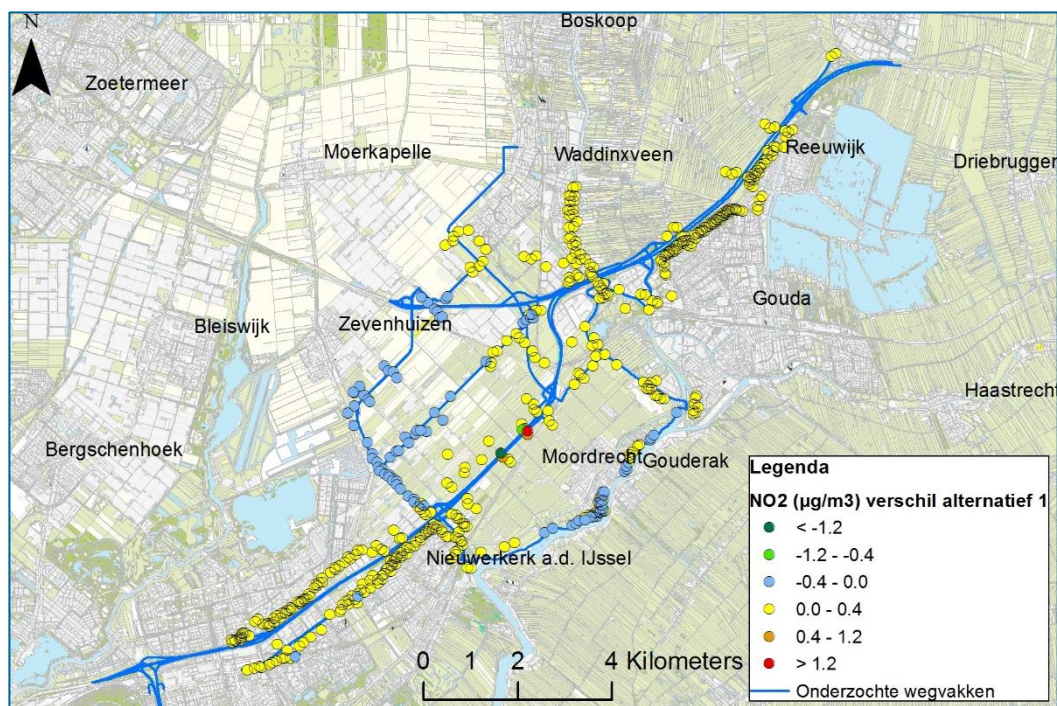 Boskoop
N
Zoetermeer
Moerkapelle
Waddinxveen
Reeuwijk
Driebruggen
Gouda
Zevenhuizen
Bleiswijk
Haastrecht
Bergschenhoek
Moordrecht
Gouderak
Nieuwerkerk a.d. IJssel
0 1 2 4 Kilometers
Legenda
NO2 (µg/m3) verschil alternatief 1
< -1.2
-1.2 - -0.4
-0.4 - 0.0
0.0 - 0.4
0.4 - 1.2
> 1.2
Onderzochte wegvakken